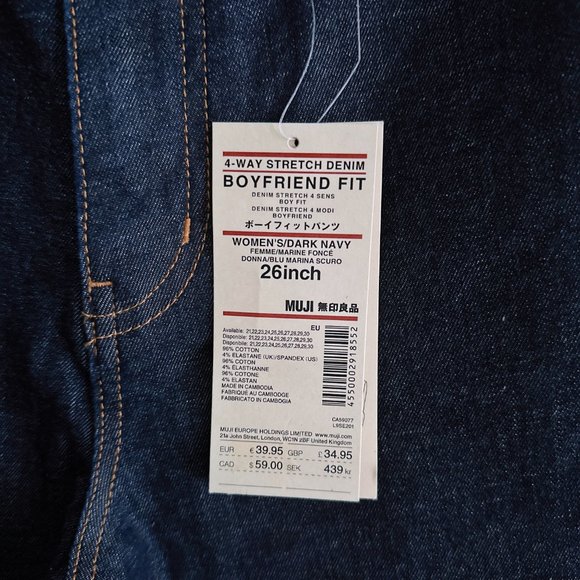 4-WAY STRETCH DENIM
BOYFRIEND FIT
DENIM STRETCH 4 SENS
BOY FIT
DENIM STRETCH 4 MODI
BOYFRIEND
ボーイフィットパンツ
WOMEN'S/DARK NAVY
FEMME/MARINE FONCÉ
DONNA/BLU MARINA SCURO
26inch
MUJI 無印良品
EU
Available: 21,22,23,24,25,26,27,28,29,30
Disponible: 21,22,23,24,25,26,27,28,29,30
Disponibile: 21,22,23,24,25,26,27,28,29,30
96% COTTON
4% ELASTANE (UK)/SPANDEX (US)
96% COTON
4% ÉLASTHANNE
96% COTONE
4% ELASTAN
MADE IN CAMBODIA
FABRIQUÉ AU CAMBODGE
FABBRICATO IN CAMBOGIA
4550002918552
CA59377
L9SE201
MUJI EUROPE HOLDINGS LIMITED www.muji.com
21a John Street, London, WC1N 2BF United Kingdom
EUR € 39.95 GBP £ 34.95
CAD $ 59.00 SEK 439 kr